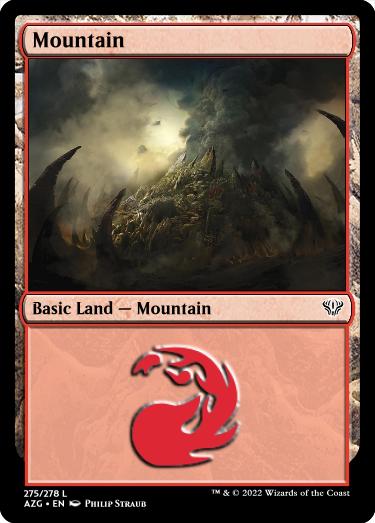 Mountain
Basic Land — Mountain
275/278 L
AZG • EN Philip Straub
™ & © 2022 Wizards of the Coast